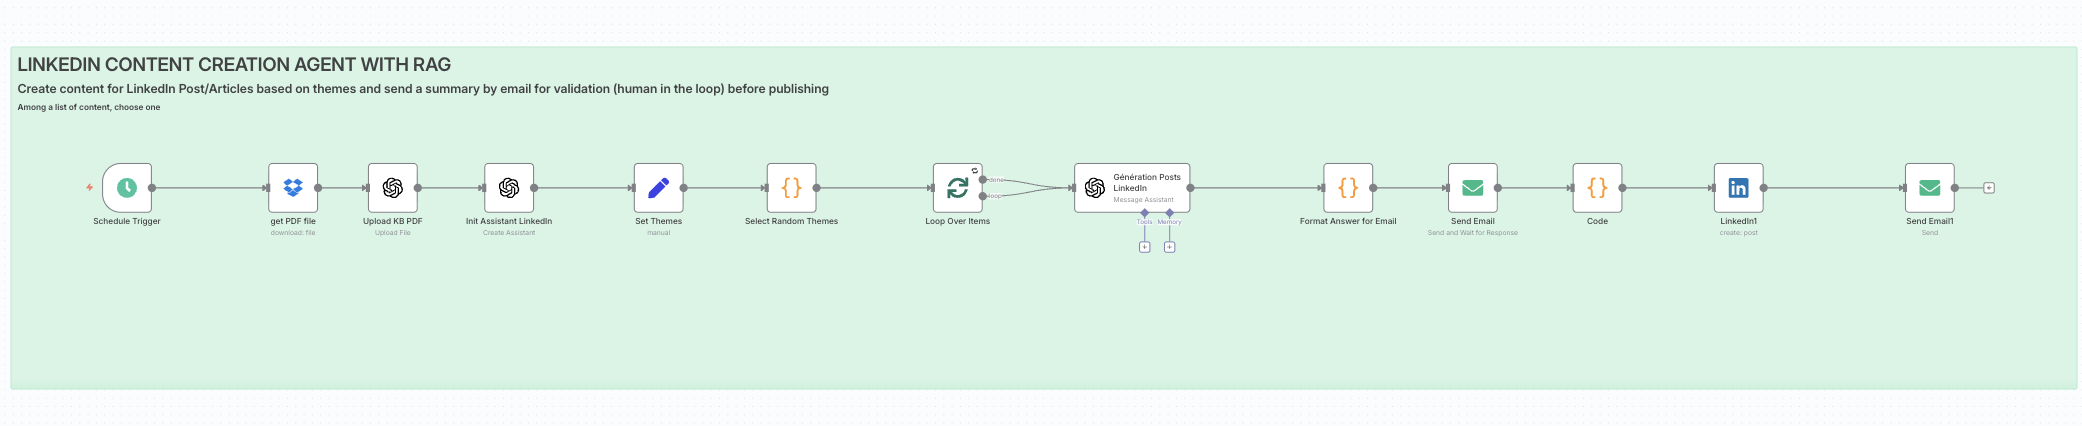 LINKEDIN CONTENT CREATION AGENT WITH RAG
Create content for LinkedIn Post/Articles based on themes and send a summary by email for validation (human in the loop) before publishing
Among a list of content, choose one
Schedule Trigger
get PDF file
download: file
Upload KB PDF
Upload File
Init Assistant LinkedIn
Create Assistant
Set Themes
manual
Select Random Themes
done
loop
Loop Over Items
Génération Posts
LinkedIn
Message Assistant
Tools
Memory
Format Answer for Email
Send Email
Send and Wait for Response
Code
LinkedIn1
create: post
Send Email1
Send